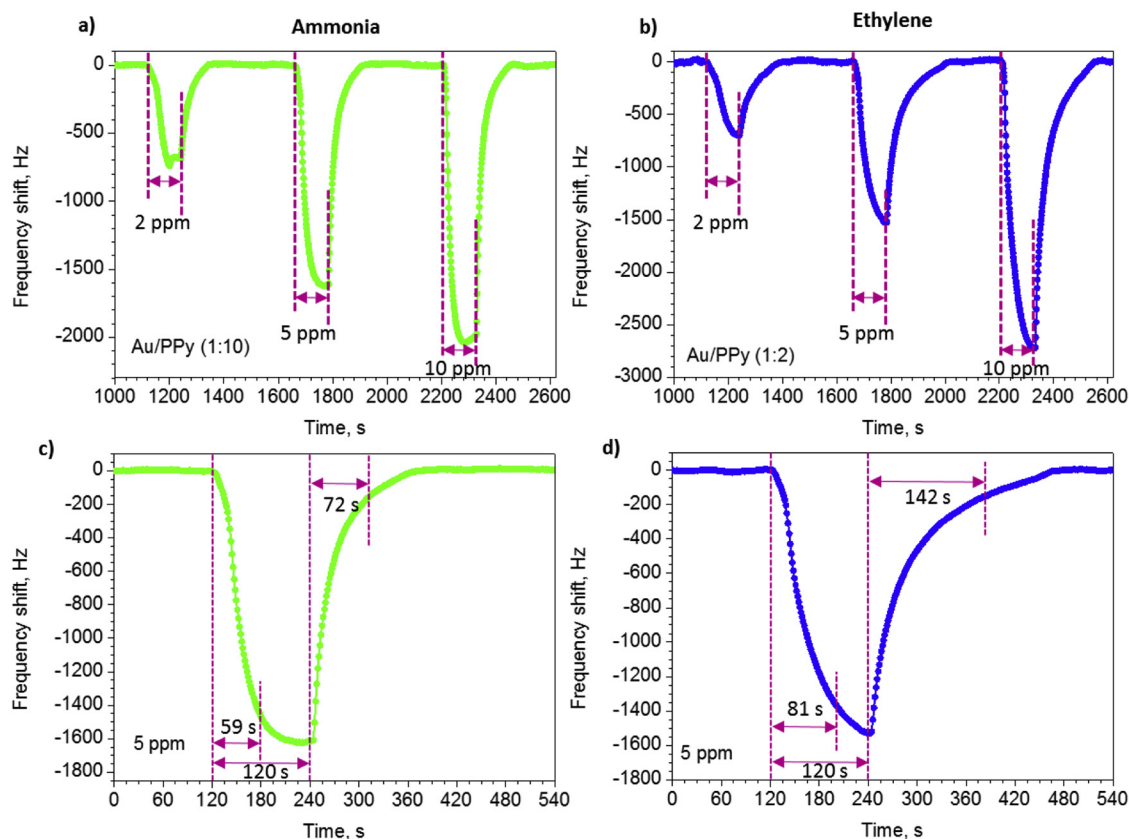 a)
Ammonia
Frequency shift, Hz
0
-500
-1000
-1500
-2000
2 ppm
5 ppm
10 ppm
Au/PPy (1:10)
1000 1200 1400 1600 1800 2000 2200 2400 2600
Time, s
b)
Ethylene
Frequency shift, Hz
0
-500
-1000
-1500
-2000
-2500
-3000
2 ppm
5 ppm
10 ppm
Au/PPy (1:2)
1000 1200 1400 1600 1800 2000 2200 2400 2600
Time, s
c)
Frequency shift, Hz
0
-200
-400
-600
-800
-1000
-1200
-1400
-1600
-1800
72 s
59 s
120 s
5 ppm
0 60 120 180 240 300 360 420 480 540
Time, s
d)
Frequency shift, Hz
0
-200
-400
-600
-800
-1000
-1200
-1400
-1600
-1800
142 s
81 s
120 s
5 ppm
0 60 120 180 240 300 360 420 480 540
Time, s